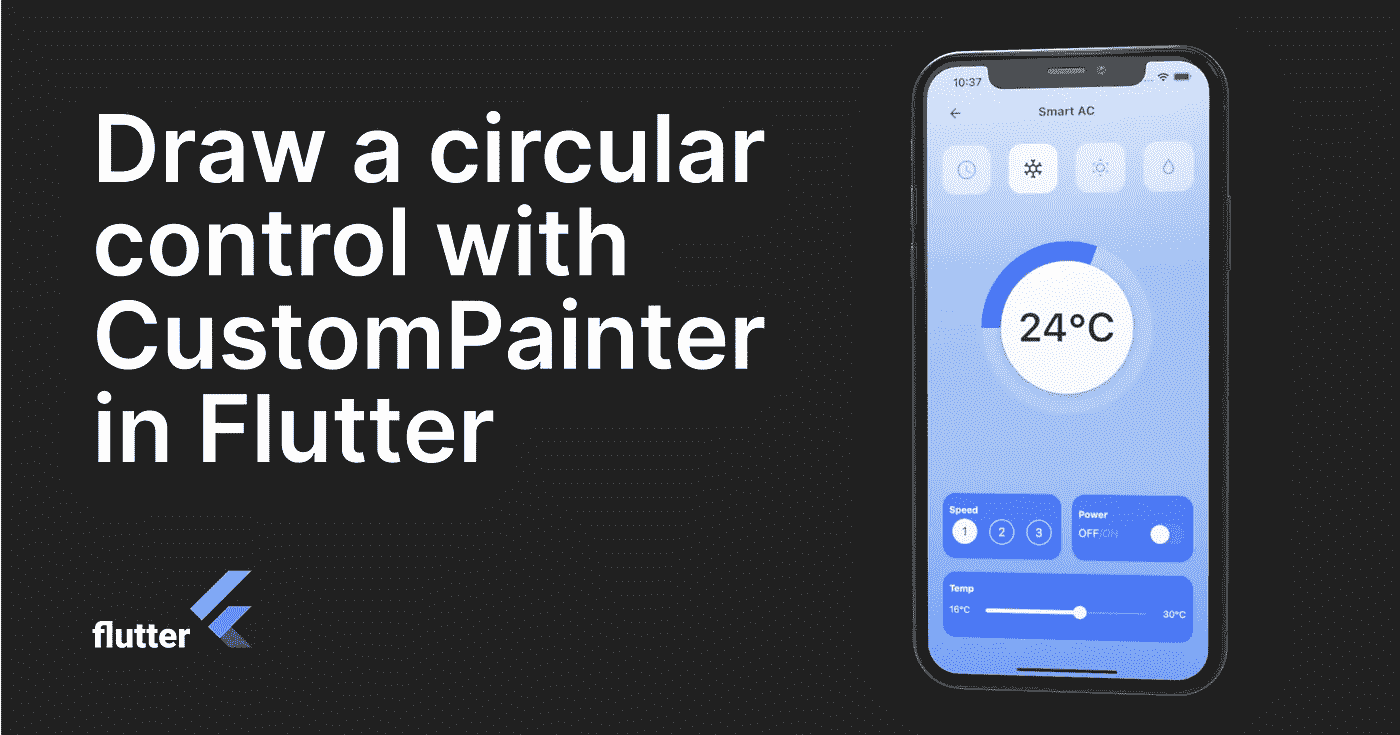 Draw a circular
control with
CustomPainter
in Flutter
flutter
10:37
Smart AC
24°C
Speed
1 2 3
Power
OFF/ON
Temp
16°C 30°C